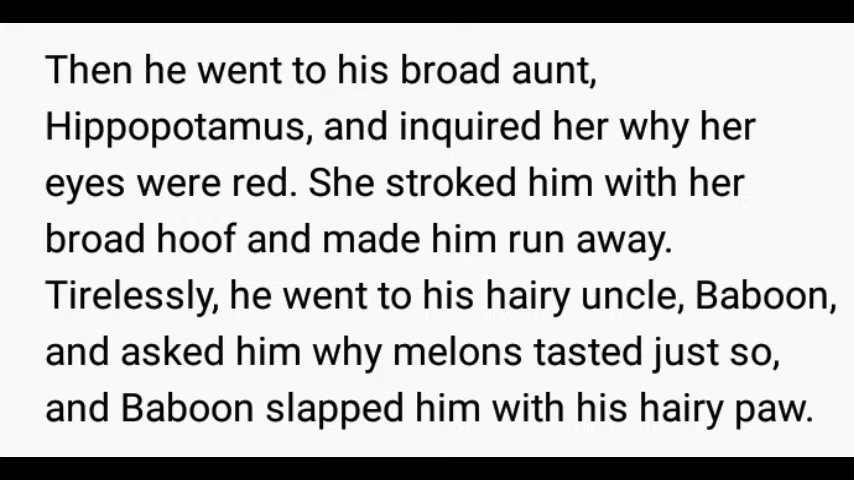 Then he went to his broad aunt,
Hippopotamus, and inquired her why her
eyes were red. She stroked him with her
broad hoof and made him run away.
Tirelessly, he went to his hairy uncle, Baboon,
and asked him why melons tasted just so,
and Baboon slapped him with his hairy paw.